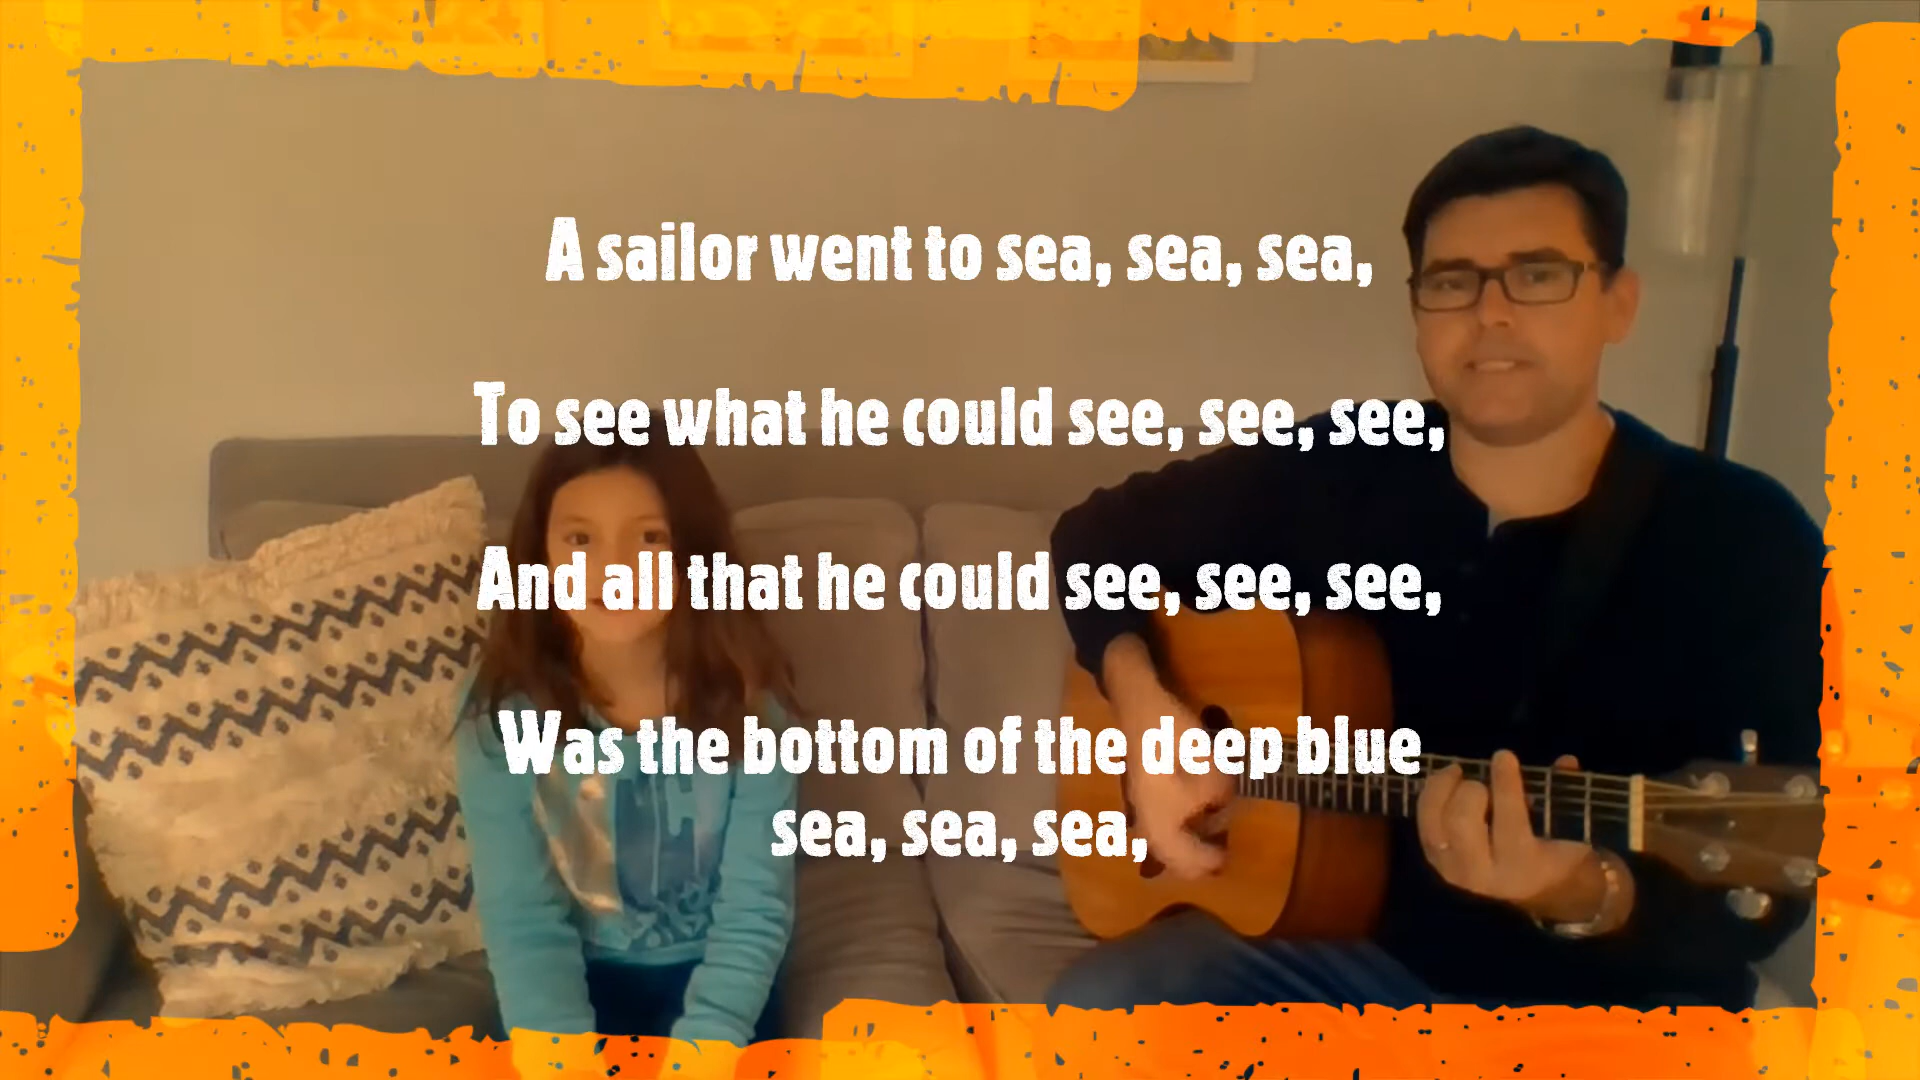 A sailor went to sea, sea, sea,
To see what he could see, see, see,
And all that he could see, see, see,
Was the bottom of the deep blue
sea, sea, sea,